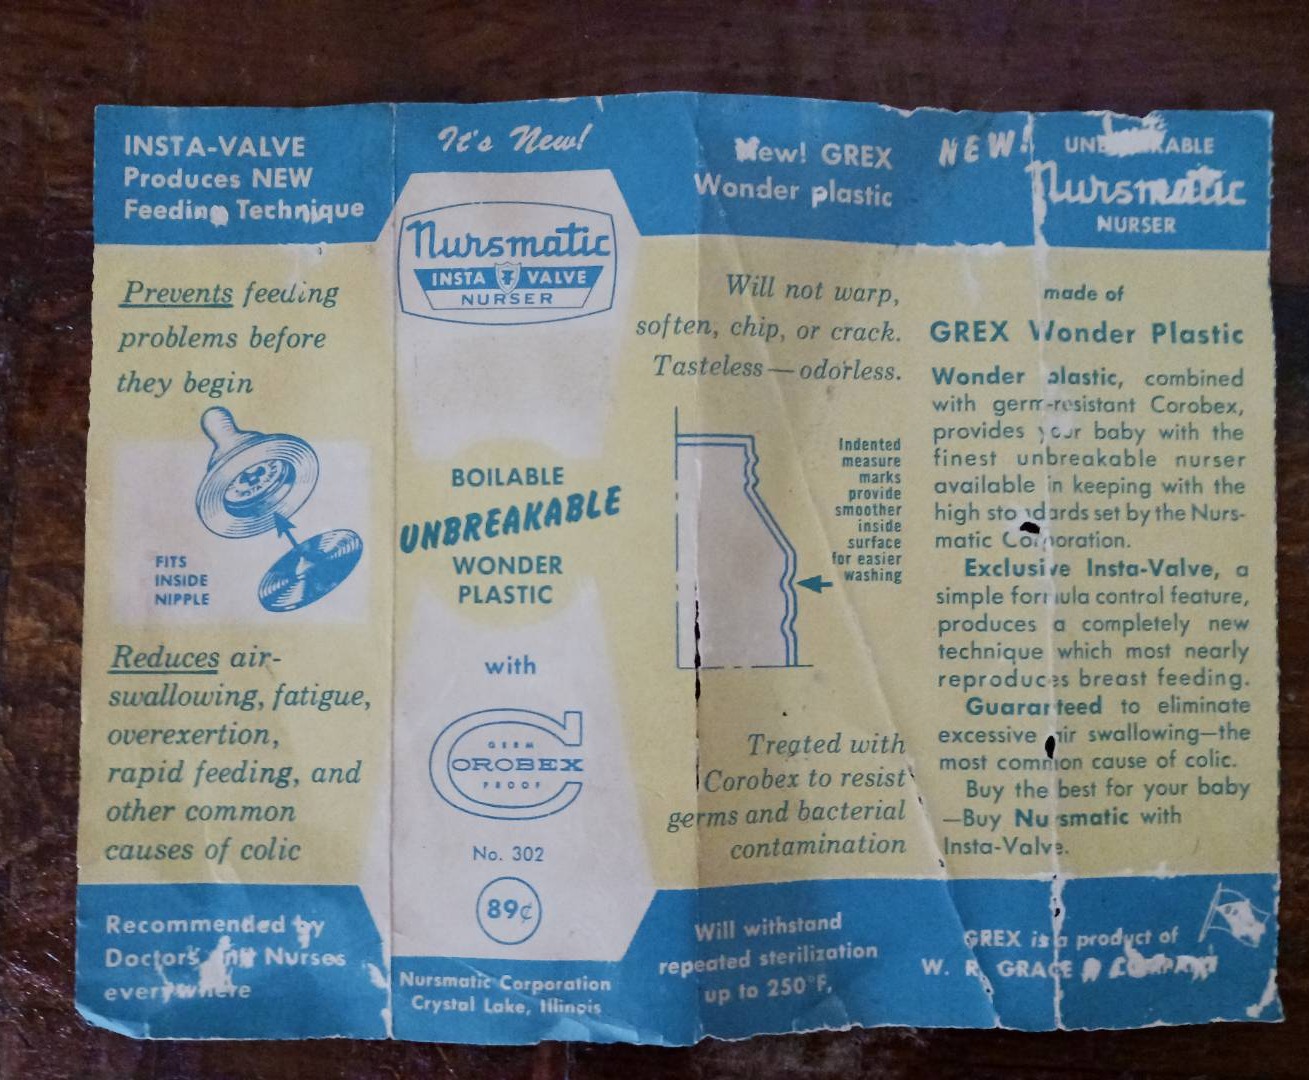 INSTA-VALVE
Produces NEW
Feeding Technique
Prevents feeding
problems before
they begin
FITS
INSIDE
NIPPLE
Reduces air-
swallowing, fatigue,
overexertion,
rapid feeding, and
other common
causes of colic
Recommended by
Doctors and Nurses
everywhere
It's New!
Nursmatic
INSTA VALVE
NURSER
BOILABLE
UNBREAKABLE
WONDER
PLASTIC
with
GERM
COROBEX
PROOF
No. 302
89¢
Nursmatic Corporation
Crystal Lake, Illinois
New! GREX
Wonder plastic
Will not warp,
soften, chip, or crack.
Tasteless—odorless.
Indented
measure
marks
provide
smoother
inside
surface
for easier
washing
Treated with
Corobex to resist
germs and bacterial
contamination
Will withstand
repeated sterilization
up to 250°F.
NEW! UNBREAKABLE
Nursmatic
NURSER
made of
GREX Wonder Plastic
Wonder plastic, combined
with germ-resistant Corobex,
provides your baby with the
finest unbreakable nurser
available in keeping with the
high standards set by the Nurs-
matic Corporation.
Exclusive Insta-Valve, a
simple formula control feature,
produces a completely new
technique which most nearly
reproduces breast feeding.
Guaranteed to eliminate
excessive air swallowing—the
most common cause of colic.
Buy the best for your baby
—Buy Nursmatic with
Insta-Valve.
GREX is a product of
W. R. GRACE & COMPANY